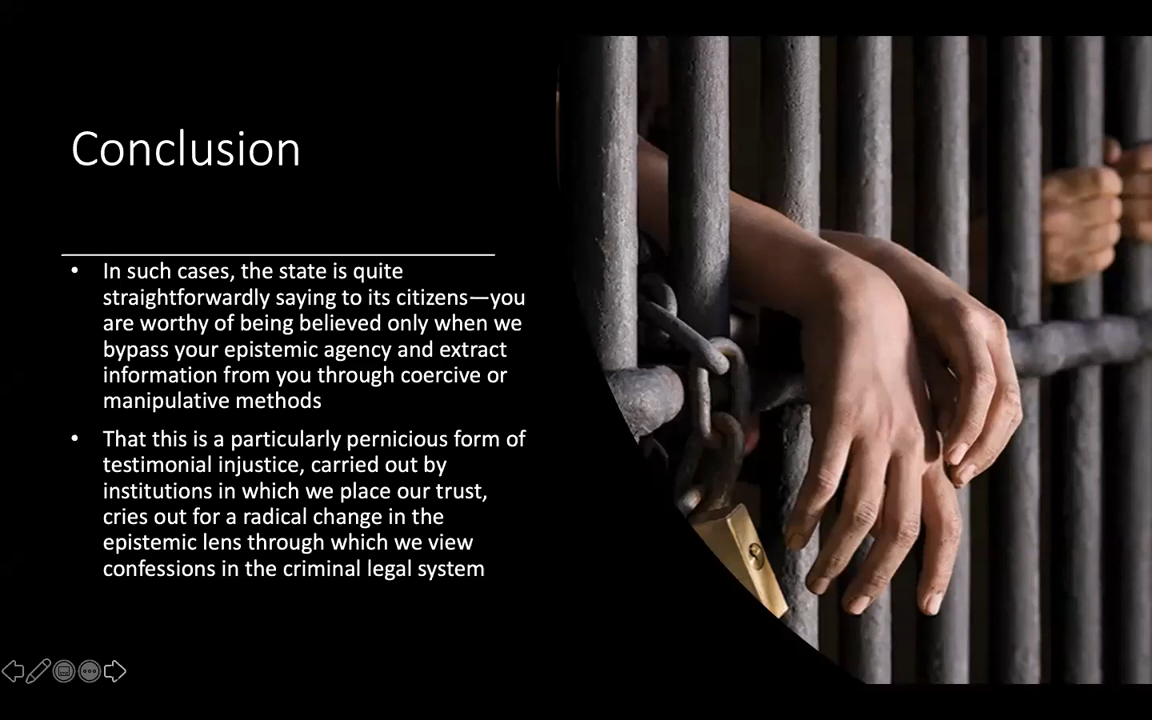 Conclusion
• In such cases, the state is quite
straightforwardly saying to its citizens—you
are worthy of being believed only when we
bypass your epistemic agency and extract
information from you through coercive or
manipulative methods
• That this is a particularly pernicious form of
testimonial injustice, carried out by
institutions in which we place our trust,
cries out for a radical change in the
epistemic lens through which we view
confessions in the criminal legal system